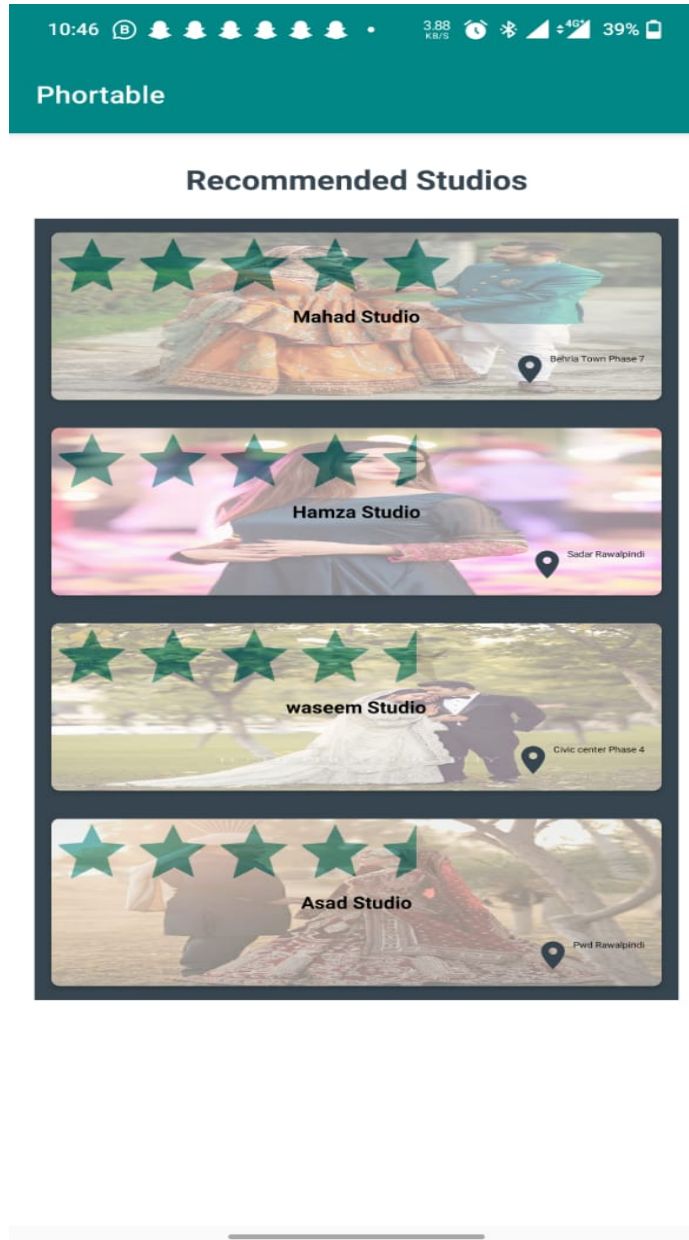 10:46 B 3.88 KB/S 4G+ 39%
Phortable
Recommended Studios
Mahad Studio
Behria Town Phase 7
Hamza Studio
Sadar Rawalpindi
waseem Studio
Civic center Phase 4
Asad Studio
Pwd Rawalpindi